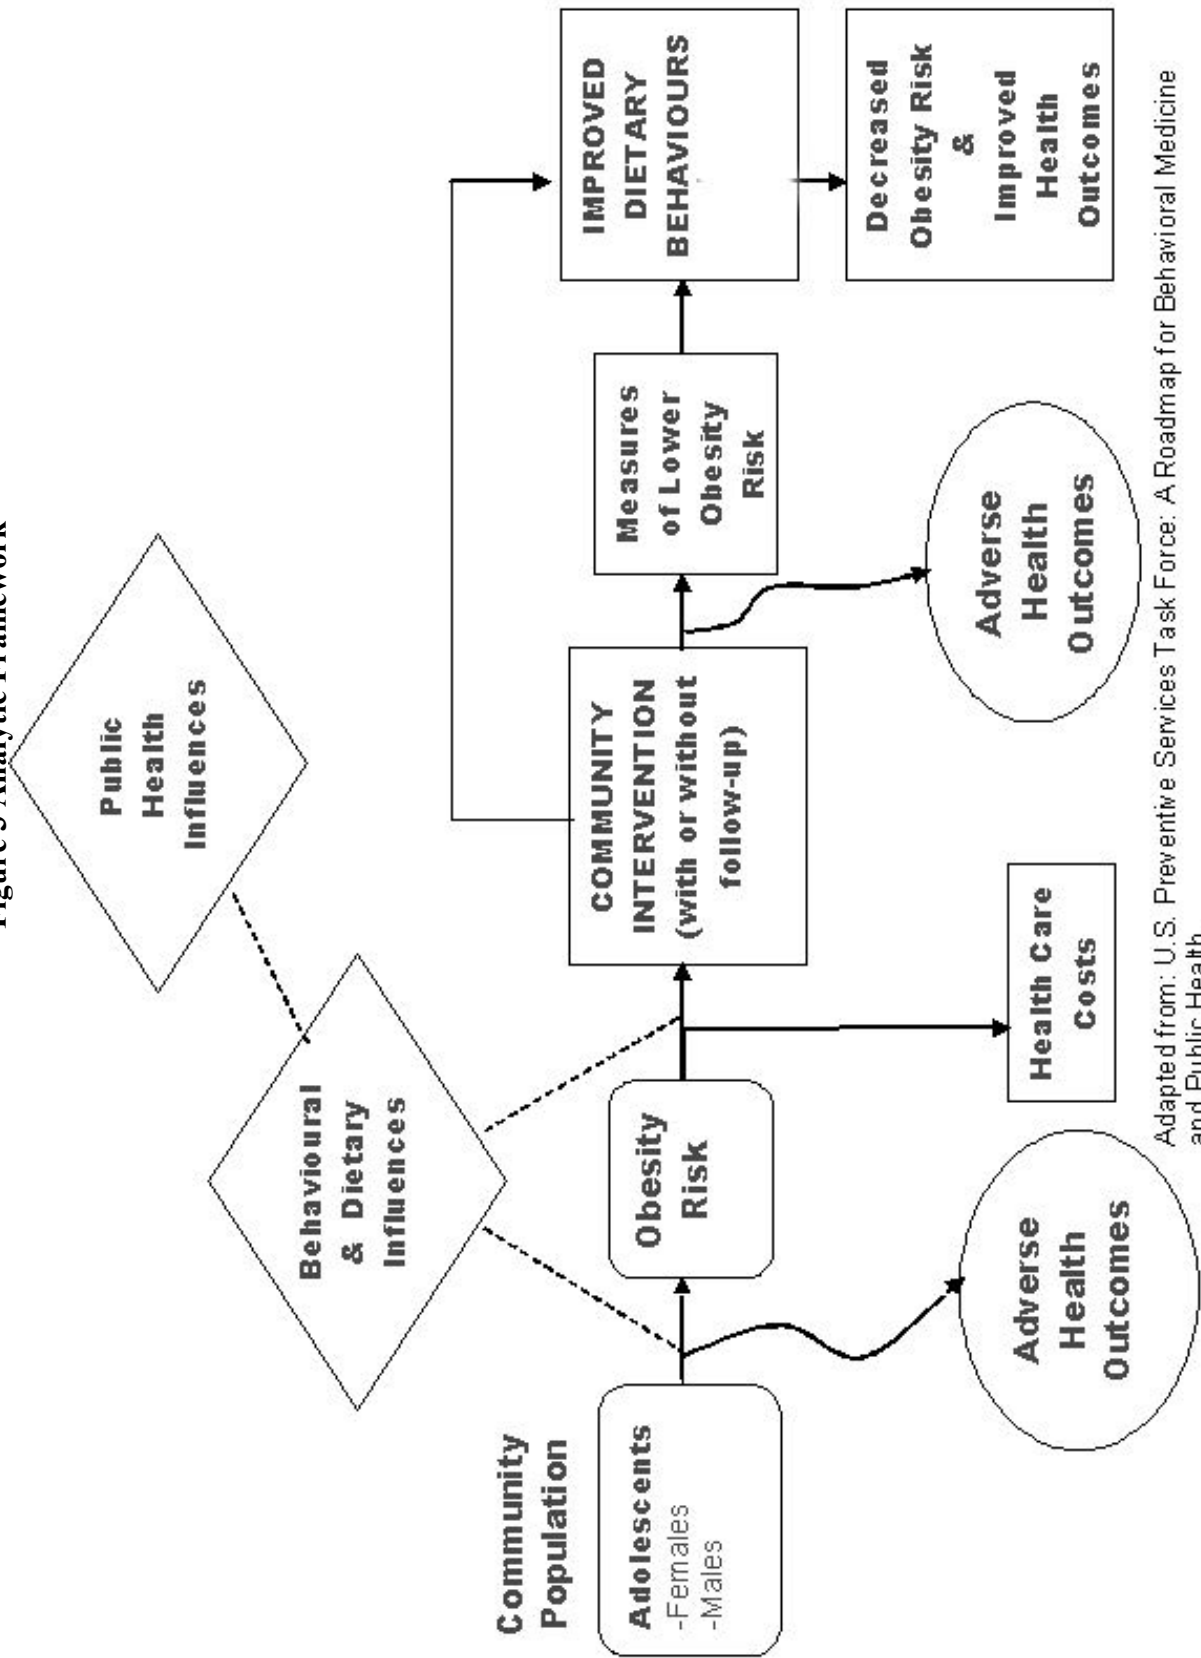 Figure 3 Analytic Framework
Public
Health
Influences
Behavioural
& Dietary
Influences
Community
Population
Adolescents
-Females
-Males
Obesity
Risk
COMMUNITY
INTERVENTION
(with or without
follow-up)
Measures
of Lower
Obesity
Risk
IMPROVED
DIETARY
BEHAVIOURS
Adverse
Health
Outcomes
Health Care
Costs
Adverse
Health
Outcomes
Decreased
Obesity Risk
&
Improved
Health
Outcomes
Adapted from: U.S. Preventive Services Task Force: A Roadmap for Behavioral Medicine
and Public Health